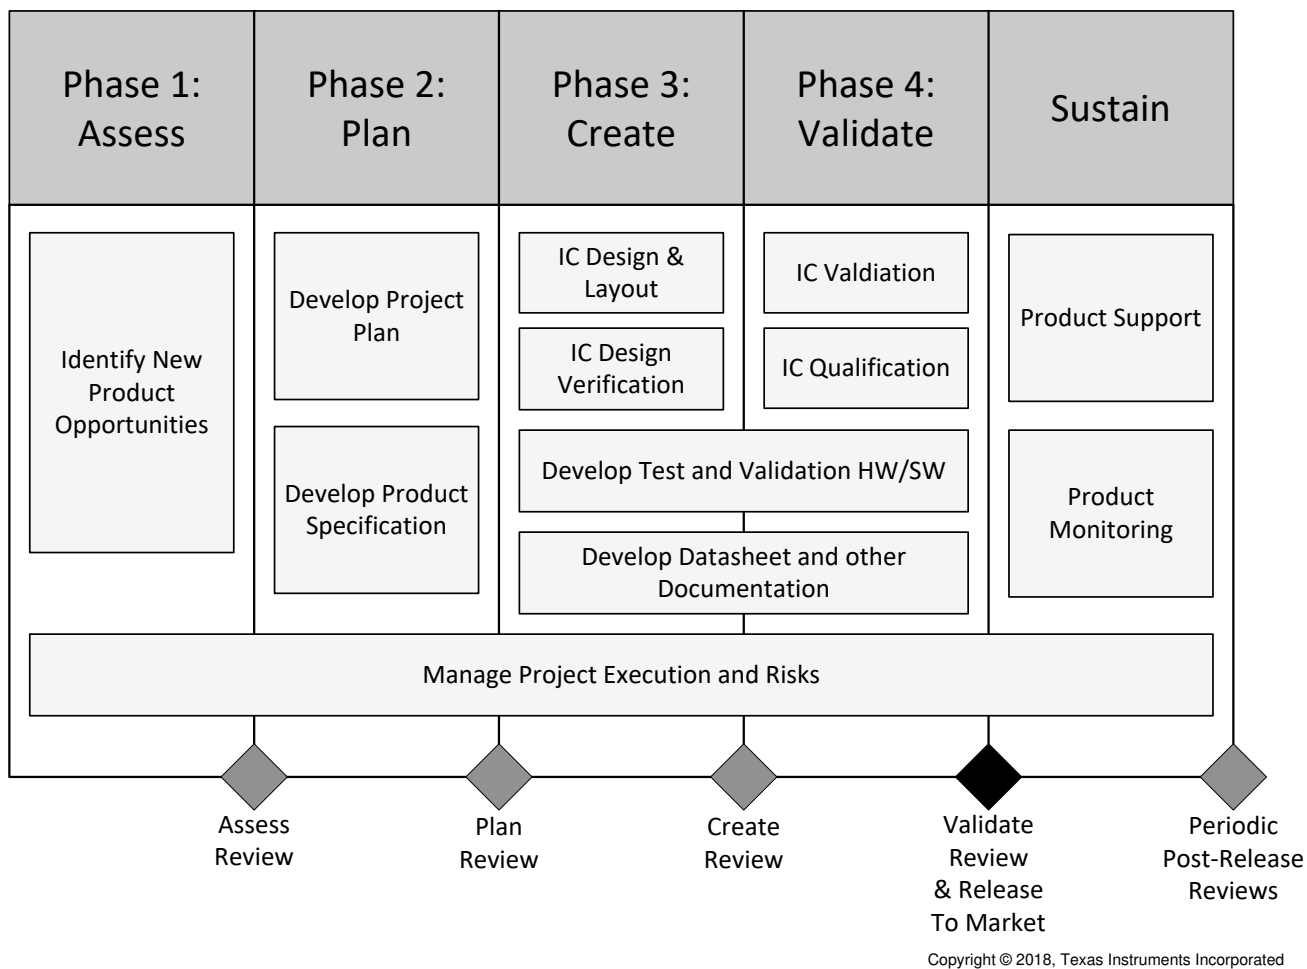 Phase 1:
Assess
Phase 2:
Plan
Phase 3:
Create
Phase 4:
Validate
Sustain
Identify New
Product
Opportunities
Develop Project
Plan
Develop Product
Specification
IC Design &
Layout
IC Design
Verification
IC Valdiation
IC Qualification
Develop Test and Validation HW/SW
Develop Datasheet and other
Documentation
Product Support
Product
Monitoring
Manage Project Execution and Risks
Assess
Review
Plan
Review
Create
Review
Validate
Review
& Release
To Market
Periodic
Post-Release
Reviews
Copyright © 2018, Texas Instruments Incorporated